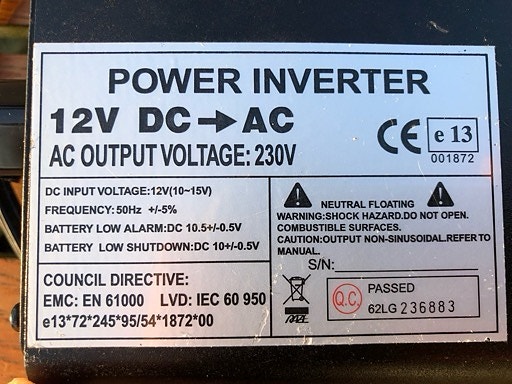 POWER INVERTER
12V DC→AC
AC OUTPUT VOLTAGE: 230V
CE
e 13
001872
DC INPUT VOLTAGE:12V(10~15V)
FREQUENCY:50Hz +/-5%
BATTERY LOW ALARM:DC 10.5+/-0.5V
BATTERY LOW SHUTDOWN:DC 10+/-0.5V
NEUTRAL FLOATING
WARNING:SHOCK HAZARD.DO NOT OPEN.
COMBUSTIBLE SURFACES.
CAUTION:OUTPUT NON-SINUSOIDAL.REFER TO
MANUAL.
S/N:
COUNCIL DIRECTIVE:
EMC: EN 61000 LVD: IEC 60 950
e13*72*245*95/54*1872*00
Q.C.
PASSED
62LG 236883